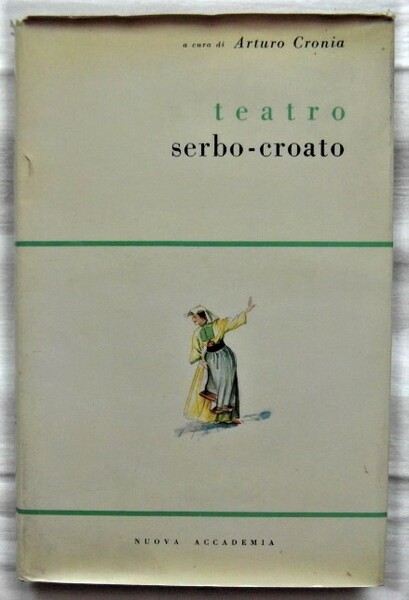 a cura di Arturo Cronia
teatro
serbo-croato
NUOVA ACCADEMIA